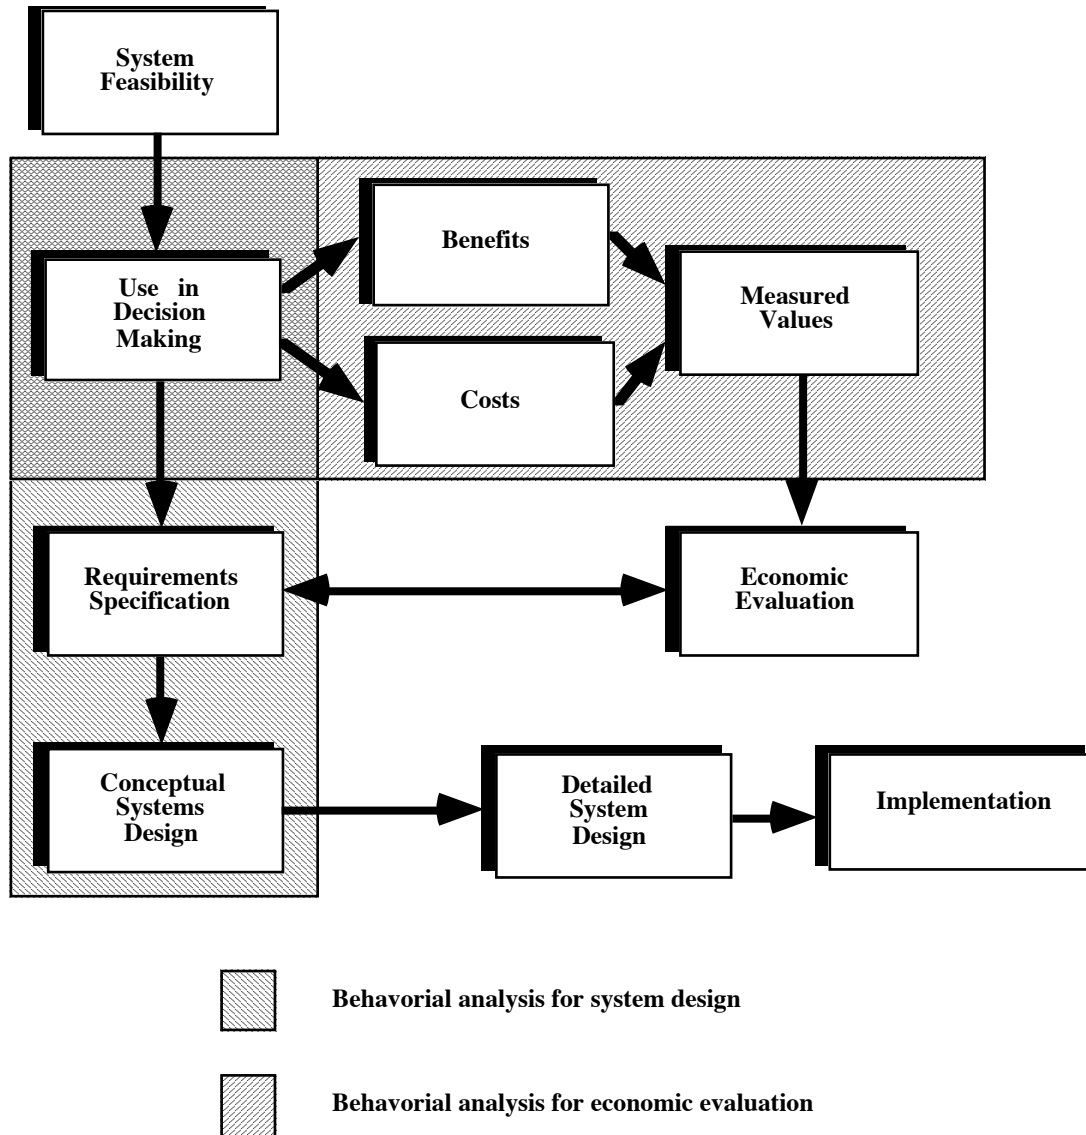 System
Feasibility
Benefits
Use in
Decision
Making
Measured
Values
Costs
Requirements
Specification
Economic
Evaluation
Conceptual
Systems
Design
Detailed
System
Design
Implementation
Behavorial analysis for system design
Behavorial analysis for economic evaluation